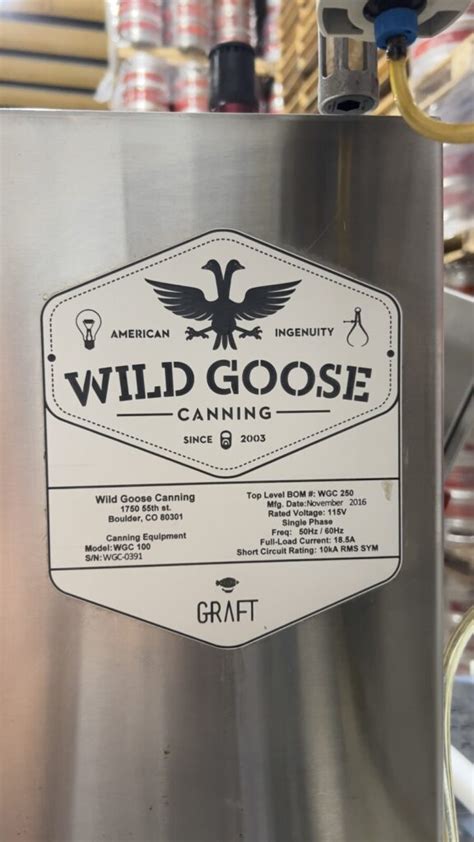 AMERICAN INGENUITY
WILD GOOSE
CANNING
SINCE 2003
Wild Goose Canning
1750 55th st.
Boulder, CO 80301
Canning Equipment
Model: WGC 100
S/N: WGC-0391
Top Level BOM #: WGC 250
Mfg. Date:November 2016
Rated Voltage: 115V
Single Phase
Freq: 50Hz / 60Hz
Full-Load Current: 18.5A
Short Circuit Rating: 10kA RMS SYM
GRAFT